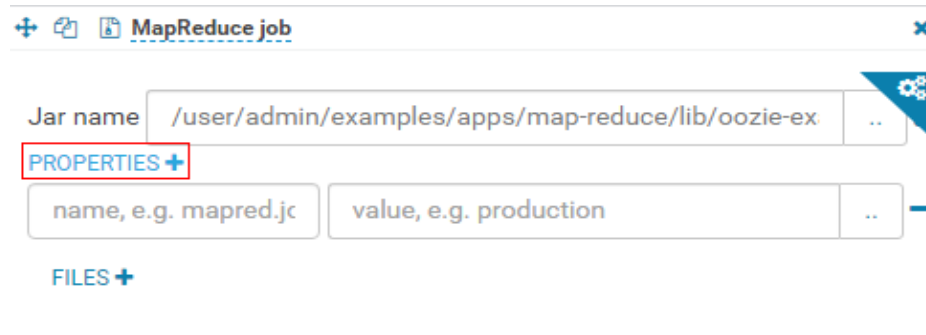 MapReduce job
Jar name /user/admin/examples/apps/map-reduce/lib/oozie-ex ..
PROPERTIES +
name, e.g. mapred.jc value, e.g. production ..
FILES +